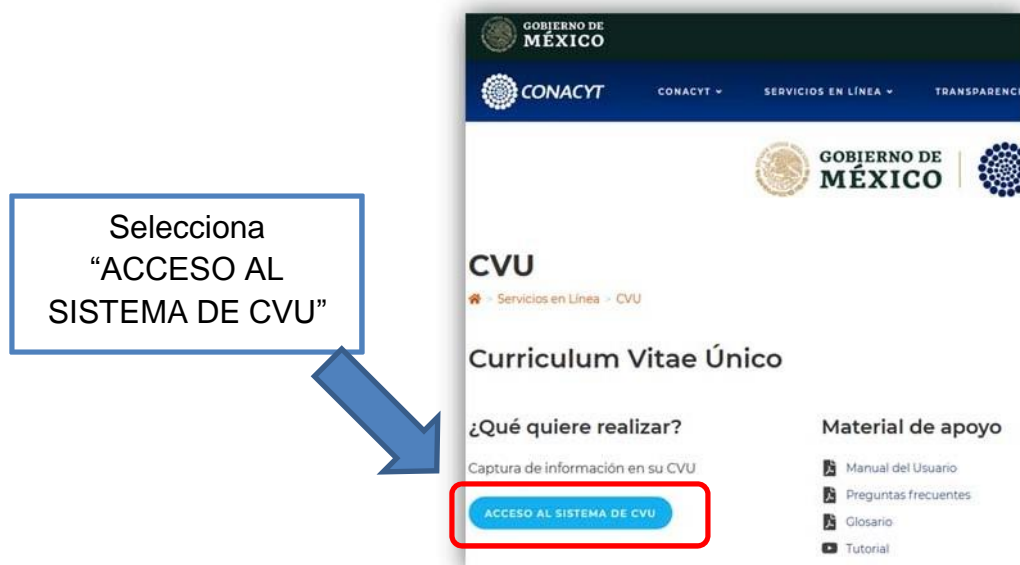 GOBIERNO DE
MÉXICO
CONACYT
CONACYT
SERVICIOS EN LÍNEA
GOBIERNO DE
MÉXICO
Selecciona
“ACCESO AL
SISTEMA DE CVU”
CVU
Servicios en Línea
CVU
Curriculum Vitae Único
¿Qué quiere realizar?
Captura de información en su CVU
ACCESO AL SISTEMA DE CVU
Material de apoyo
Manual del Usuario
Preguntas frecuentes
Glosario
Tutorial